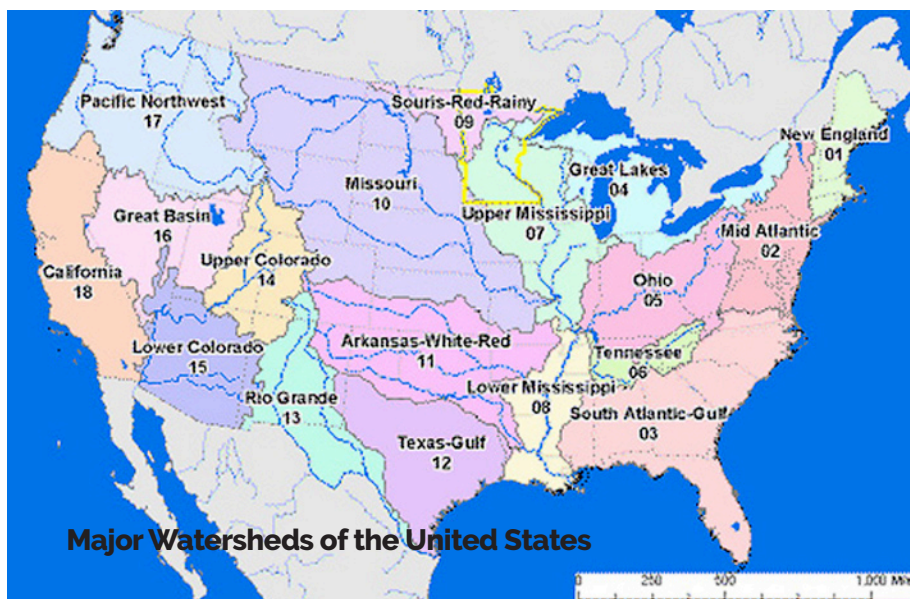 Pacific Northwest
17
Souris-Red-Rainy
09
New England
01
Great Lakes
04
Missouri
10
Great Basin
16
Upper Mississippi
07
Mid Atlantic
02
California
18
Upper Colorado
14
Ohio
05
Arkansas-White-Red
11
Lower Colorado
15
Tennessee
06
Rio Grande
13
Lower Mississippi
08
South Atlantic-Gulf
03
Texas-Gulf
12
Major Watersheds of the United States
0 250 500 1,000